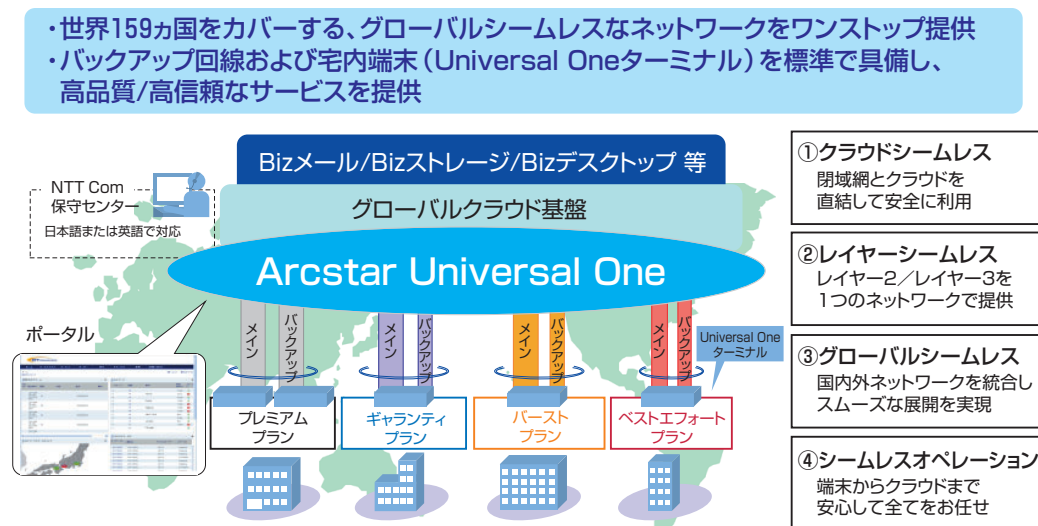 ・世界159ヵ国をカバーする、グローバルシームレスなネットワークをワンストップ提供
・バックアップ回線および宅内端末（Universal Oneターミナル）を標準で具備し、
高品質/高信頼なサービスを提供
Bizメール/Bizストレージ/Bizデスクトップ 等
グローバルクラウド基盤
Arcstar Universal One
NTT Com
保守センター
日本語または英語で対応
ポータル
メイン
バックアップ
メイン
バックアップ
メイン
バックアップ
メイン
バックアップ
Universal One
ターミナル
プレミアム
プラン
ギャランティ
プラン
バースト
プラン
ベストエフォート
プラン
①クラウドシームレス
閉域網とクラウドを
直結して安全に利用
②レイヤーシームレス
レイヤー2／レイヤー3を
1つのネットワークで提供
③グローバルシームレス
国内外ネットワークを統合し
スムーズな展開を実現
④シームレスオペレーション
端末からクラウドまで
安心して全てをお任せ